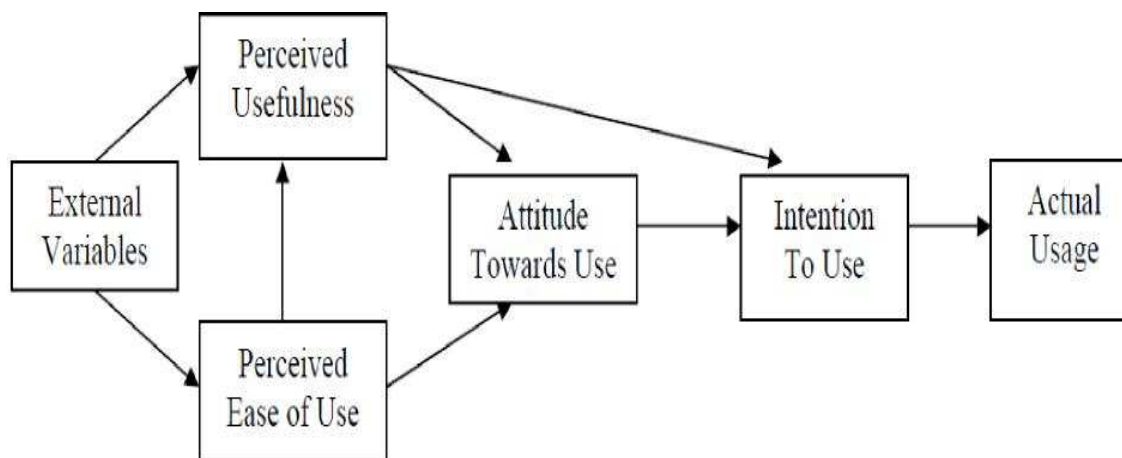 Perceived
Usefulness
External
Variables
Attitude
Towards Use
Intention
To Use
Actual
Usage
Perceived
Ease of Use